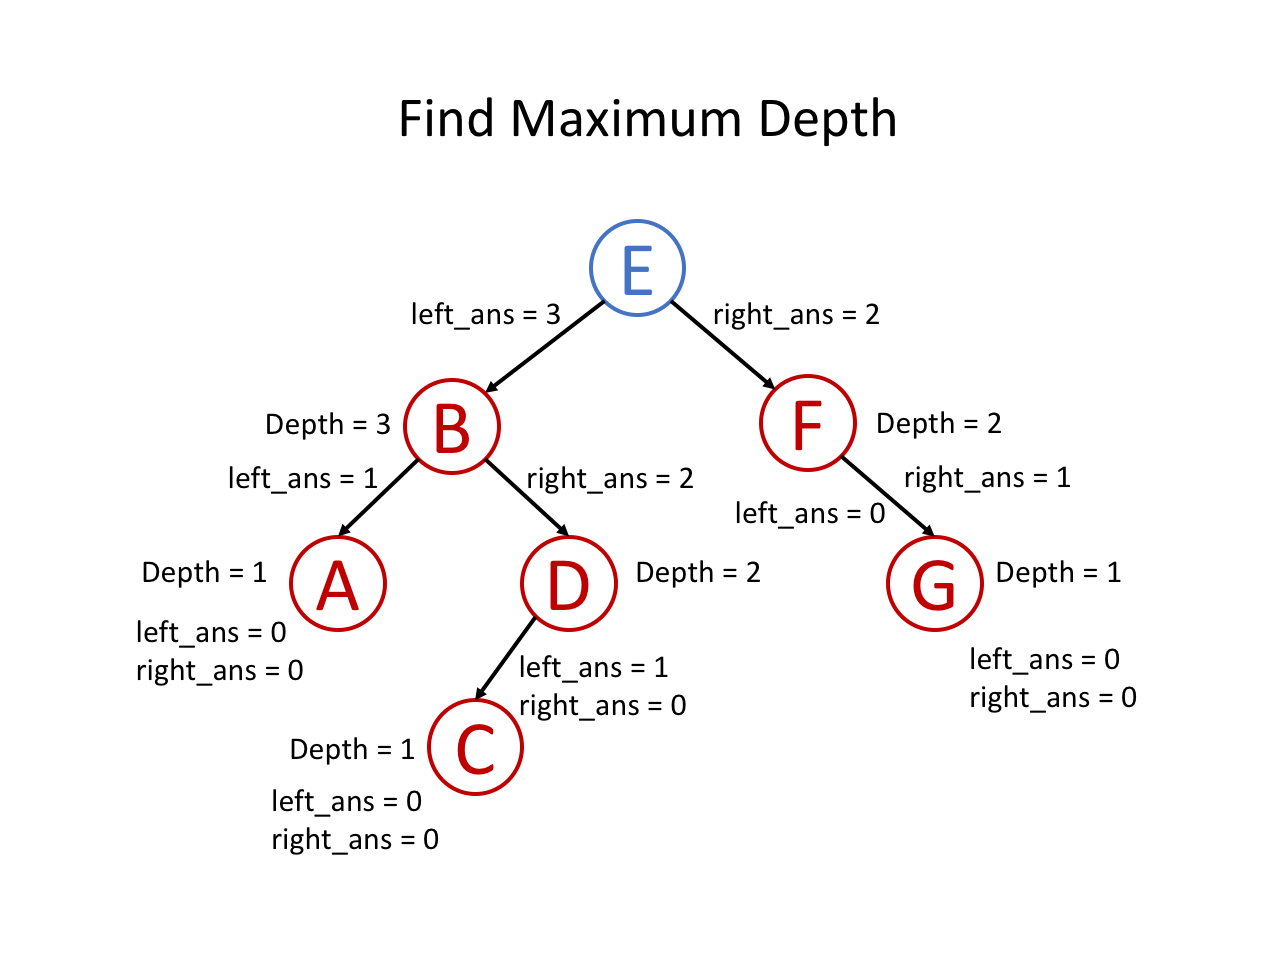 Find Maximum Depth
E
left_ans = 3
right_ans = 2
Depth = 3
B
F
Depth = 2
left_ans = 1
right_ans = 2
right_ans = 1
left_ans = 0
Depth = 1
A
D
Depth = 2
G
Depth = 1
left_ans = 0
right_ans = 0
left_ans = 1
right_ans = 0
left_ans = 0
right_ans = 0
Depth = 1
C
left_ans = 0
right_ans = 0